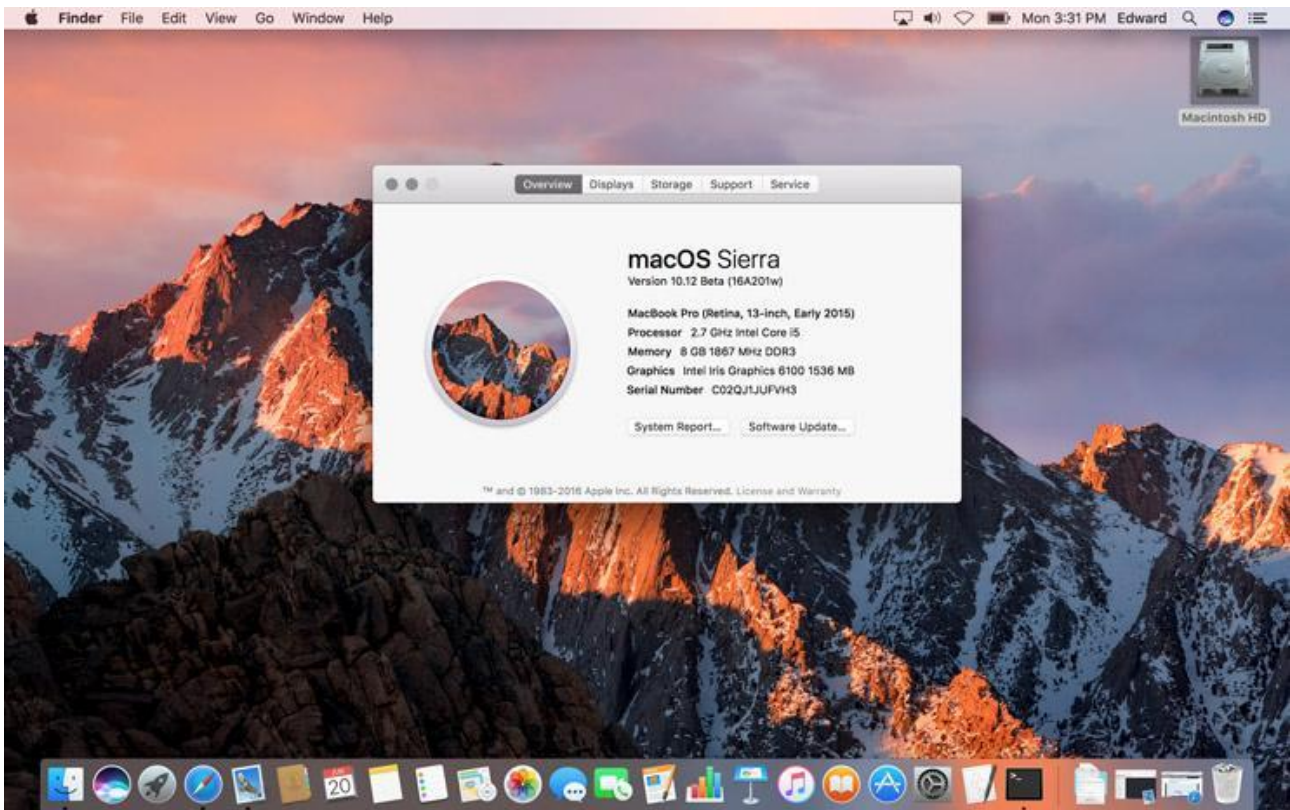 Finder File Edit View Go Window Help Mon 3:31 PM Edward
Macintosh HD
Overview Displays Storage Support Service
macOS Sierra
Version 10.12 Beta (16A201w)
MacBook Pro (Retina, 13-inch, Early 2015)
Processor 2.7 GHz Intel Core i5
Memory 8 GB 1867 MHz DDR3
Graphics Intel Iris Graphics 6100 1536 MB
Serial Number C02QJ1JUFVH3
System Report... Software Update...
™ and © 1983-2016 Apple Inc. All Rights Reserved. License and Warranty
20